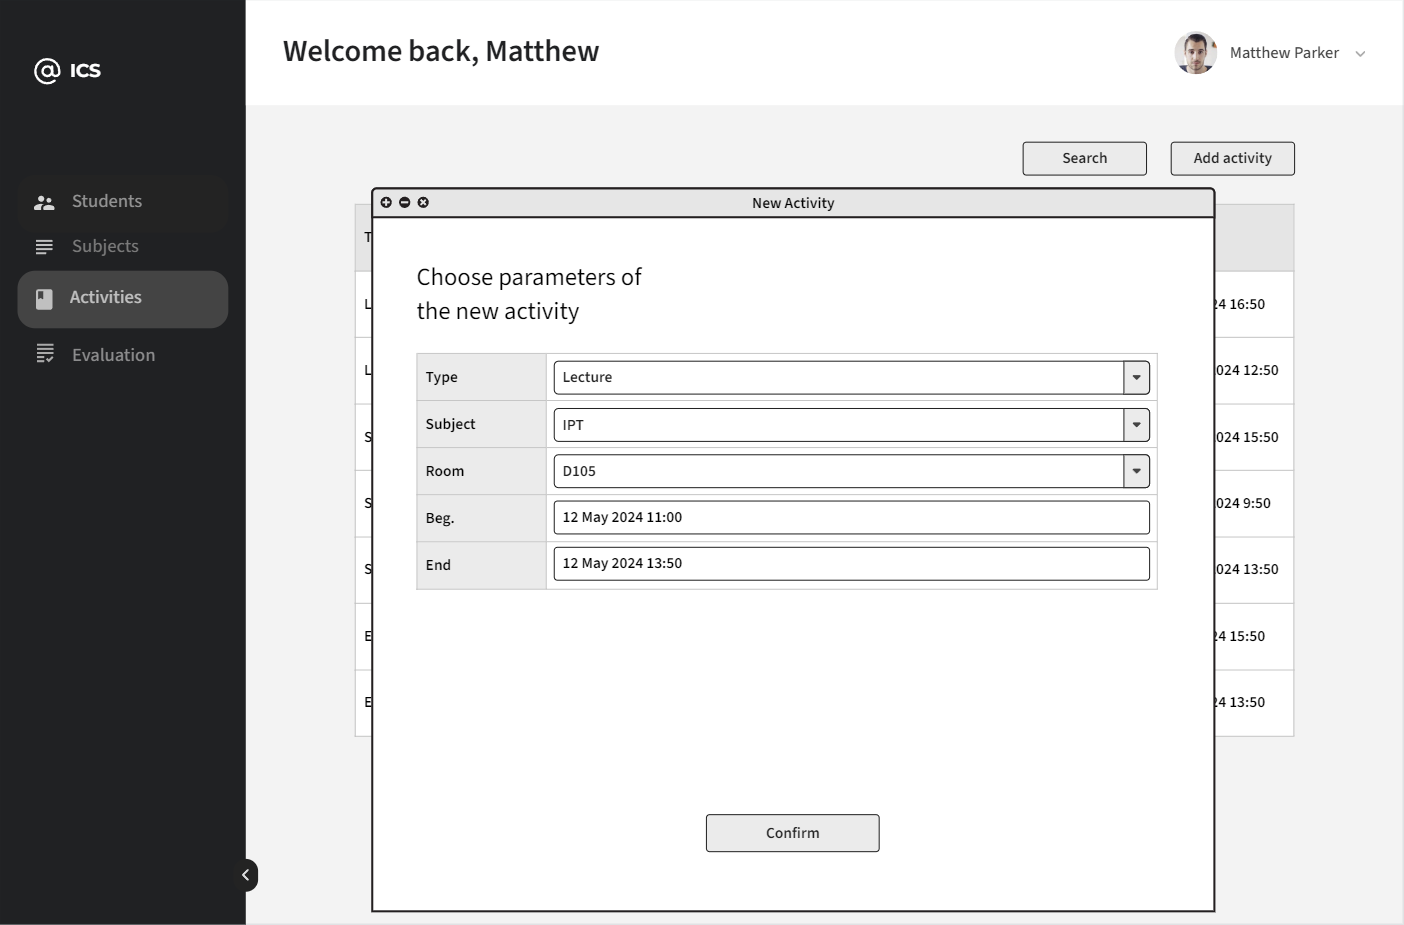 @ ICS
Welcome back, Matthew
Matthew Parker
Students
Subjects
Activities
Evaluation
Search
Add activity
New Activity
Choose parameters of
the new activity
Type
Lecture
Subject
IPT
Room
D105
Beg.
12 May 2024 11:00
End
12 May 2024 13:50
Confirm
T
L
24 16:50
L
024 12:50
S
024 15:50
S
024 9:50
S
024 13:50
E
24 15:50
E
24 13:50